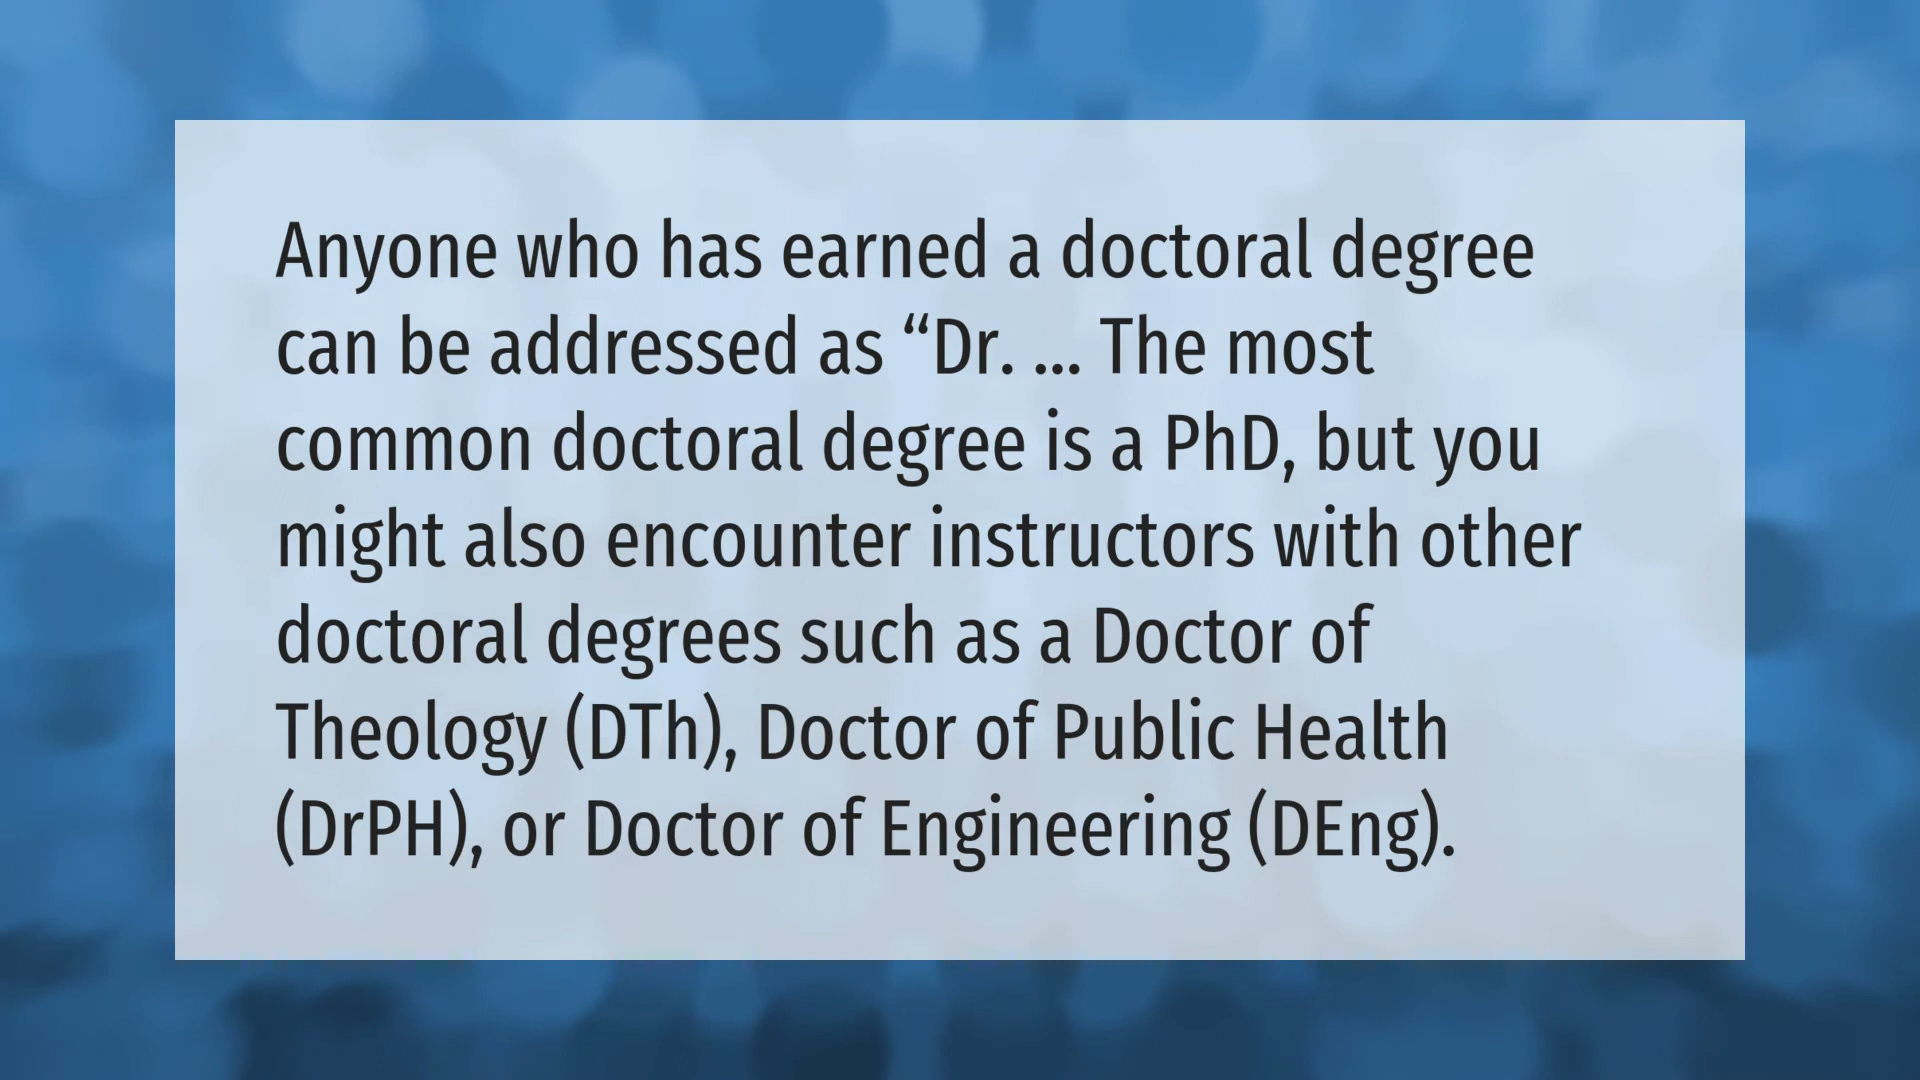 Anyone who has earned a doctoral degree
can be addressed as “Dr. ... The most
common doctoral degree is a PhD, but you
might also encounter instructors with other
doctoral degrees such as a Doctor of
Theology (DTh), Doctor of Public Health
(DrPH), or Doctor of Engineering (DEng).